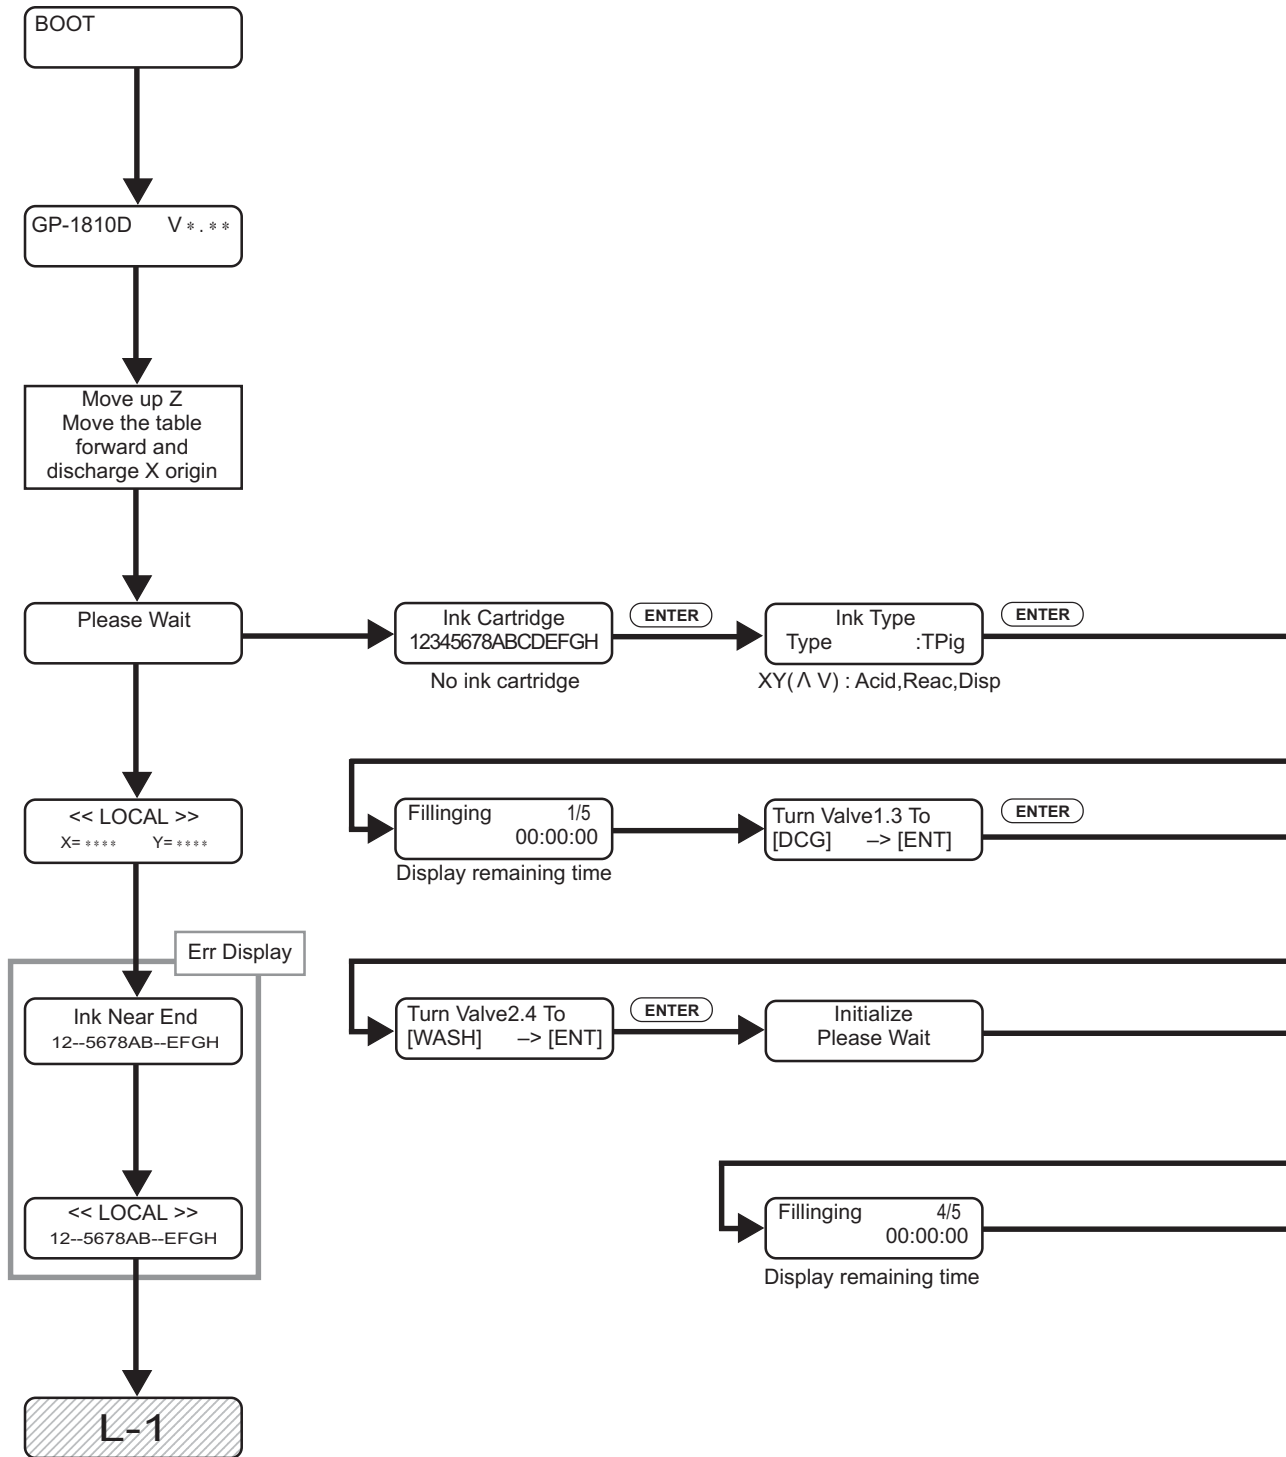 BOOT
GP-1810D V*.**
Move up Z
Move the table
forward and
discharge X origin
Please Wait
Ink Cartridge
12345678ABCDEFGH
No ink cartridge
ENTER
Ink Type
Type :TPig
XY(Λ V) : Acid,Reac,Disp
ENTER
<< LOCAL >>
X= **** Y= ****
Fillinging 1/5
00:00:00
Display remaining time
Turn Valve1.3 To
[DCG] –> [ENT]
ENTER
Err Display
Ink Near End
12--5678AB--EFGH
Turn Valve2.4 To
[WASH] –> [ENT]
ENTER
Initialize
Please Wait
<< LOCAL >>
12--5678AB--EFGH
Fillinging 4/5
00:00:00
Display remaining time
L-1